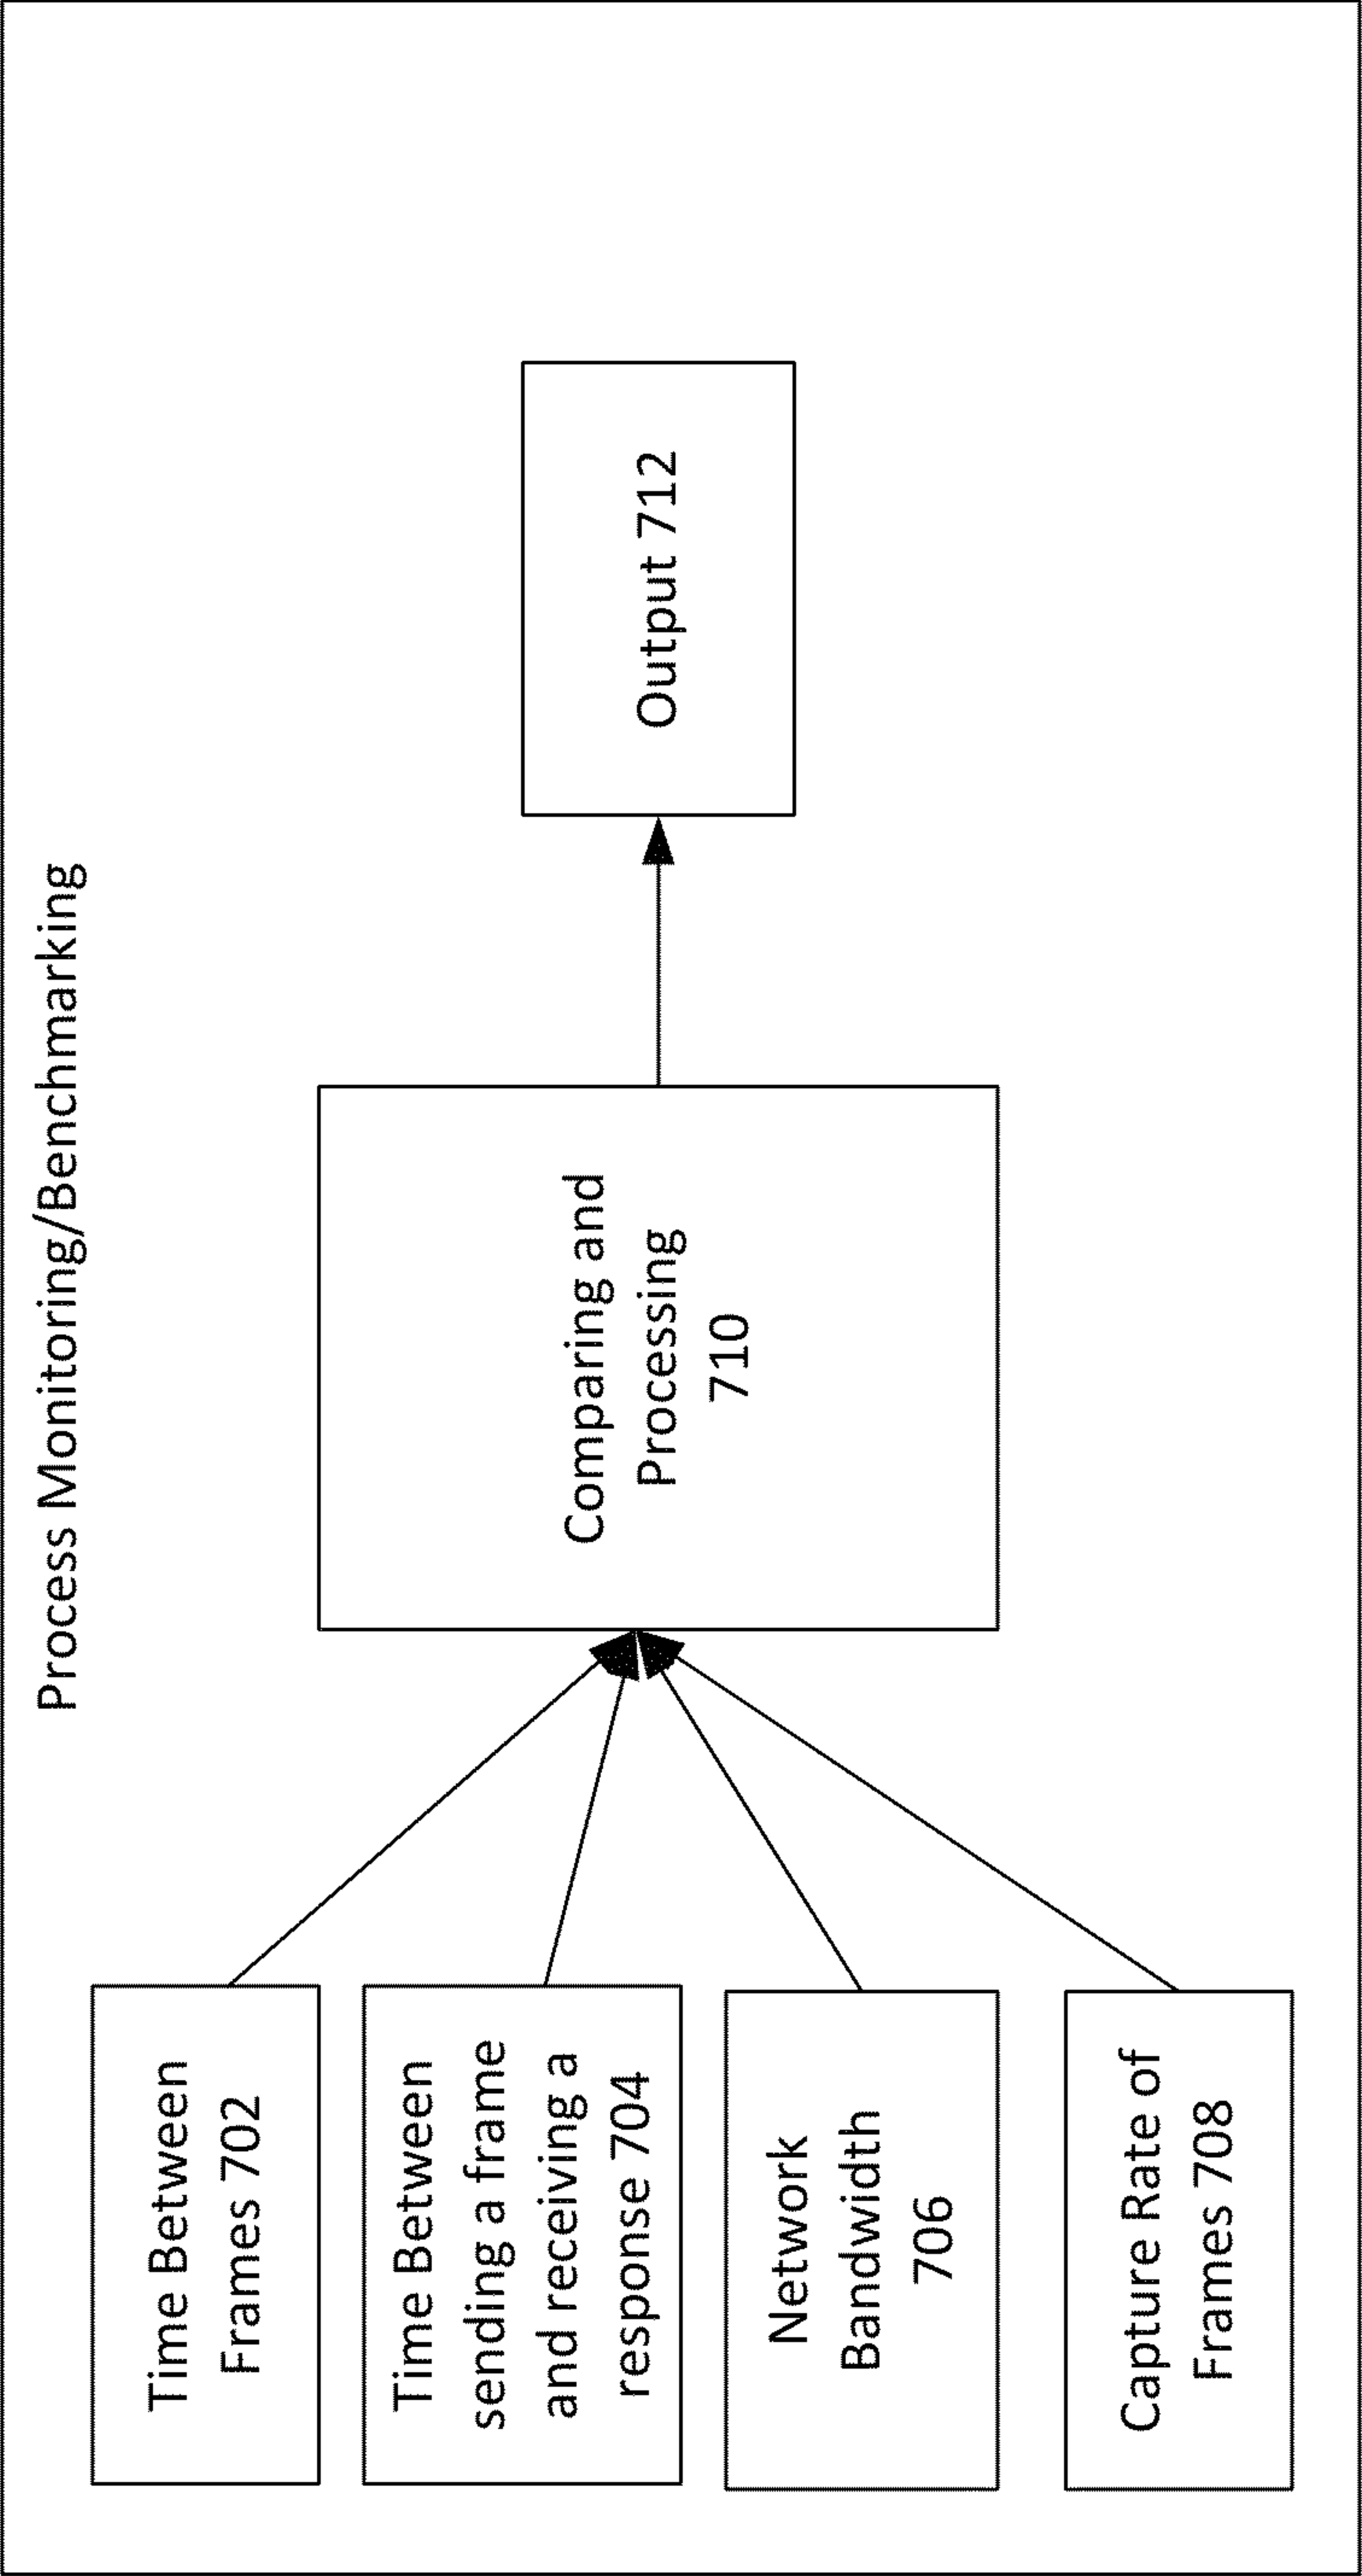 Process Monitoring/Benchmarking
Time Between
Frames 702
Time Between
sending a frame
and receiving a
response 704
Network
Bandwidth
706
Capture Rate of
Frames 708
Comparing and
Processing
710
Output 712